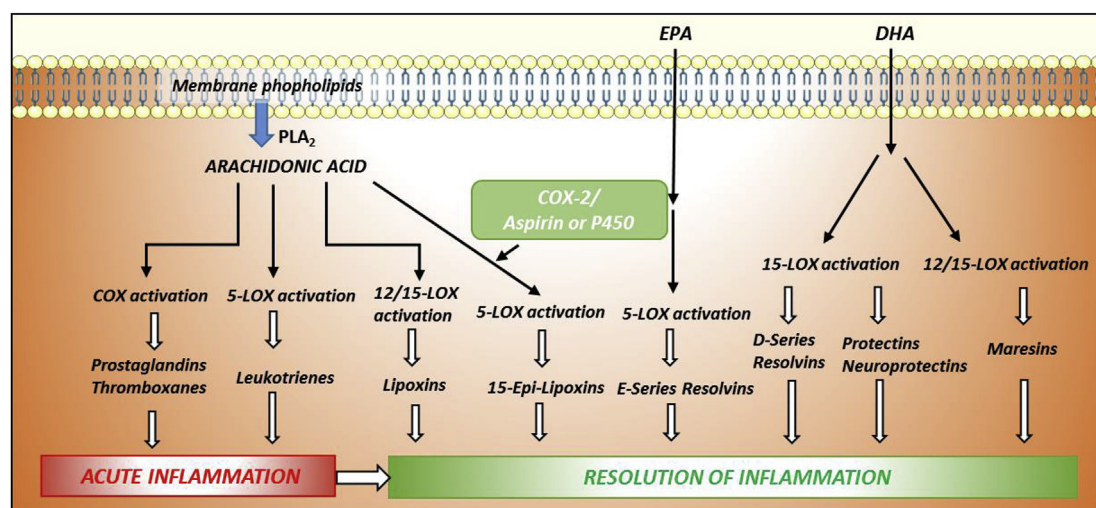 EPA
DHA
Membrane phopholipids
PLA2
ARACHIDONIC ACID
COX-2/
Aspirin or P450
15-LOX activation
12/15-LOX activation
COX activation
5-LOX activation
12/15-LOX
activation
5-LOX activation
5-LOX activation
Prostaglandins
Thromboxanes
Leukotrienes
Lipoxins
15-Epi-Lipoxins
E-Series Resolvins
D-Series
Resolvins
Protectins
Neuroprotectins
Maresins
ACUTE INFLAMMATION
RESOLUTION OF INFLAMMATION